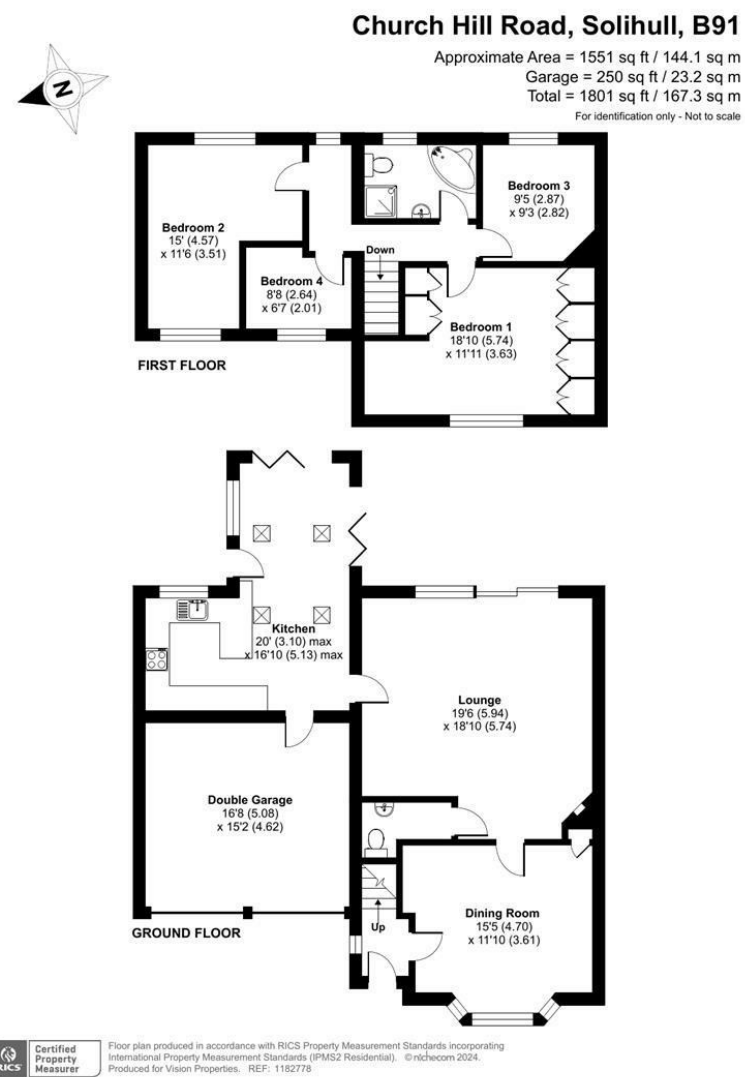 Church Hill Road, Solihull, B91
Approximate Area = 1551 sq ft / 144.1 sq m
Garage = 250 sq ft / 23.2 sq m
Total = 1801 sq ft / 167.3 sq m
For identification only - Not to scale
N
Bedroom 2
15' (4.57)
x 11'6 (3.51)
Bedroom 4
8'8 (2.64)
x 6'7 (2.01)
Down
Bedroom 3
9'5 (2.87)
x 9'3 (2.82)
Bedroom 1
18'10 (5.74)
x 11'11 (3.63)
FIRST FLOOR
Kitchen
20' (3.10) max
x 16'10 (5.13) max
Lounge
19'6 (5.94)
x 18'10 (5.74)
Double Garage
16'8 (5.08)
x 15'2 (4.62)
Up
Dining Room
15'5 (4.70)
x 11'10 (3.61)
GROUND FLOOR
RICS
Certified
Property
Measurer
Floor plan produced in accordance with RICS Property Measurement Standards incorporating
International Property Measurement Standards (IPMS2 Residential). © nichecom 2024.
Produced for Vision Properties. REF: 1182778